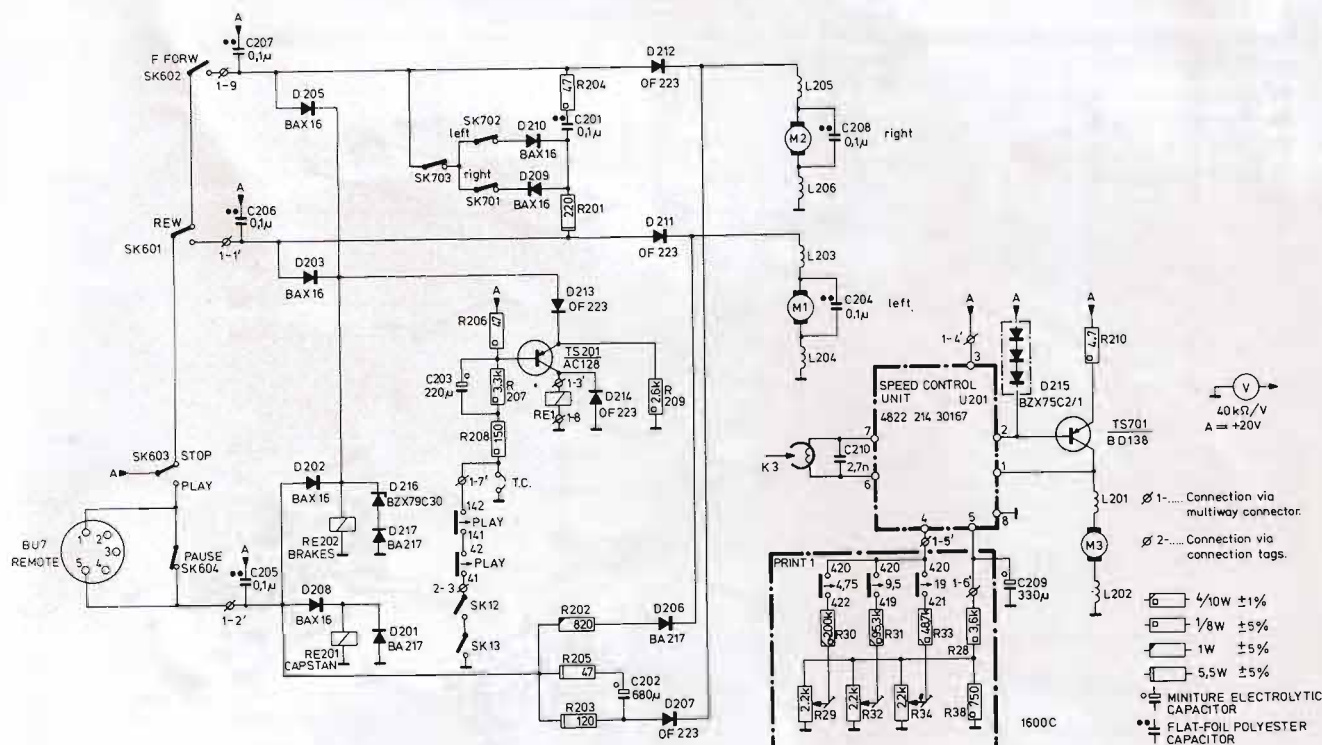 A
C207
0,1µ
F FORW
SK602
1-9
D205
BAX16
D212
OF 223
47
R204
C201
0,1µ
SK702
left
D210
BAX16
SK703
right
D209
BAX16
SK701
220
R201
L205
M2
C208
0,1µ
right
L206
A
C206
0,1µ
REW
SK601
1-1'
D203
BAX16
D211
OF 223
L203
M1
C204
0,1µ
left
L204
A
R206
47
D213
OF 223
TS201
AC128
C203
220µ
3,3k
R
207
1-3'
RE1
1-8
D214
OF 223
2,6k
R
209
R208
150
1-7'
T.C.
142
PLAY
141
42
PLAY
41
2-3
SK12
SK13
SK603
STOP
A
PLAY
BU7
REMOTE
1
2
3
5
4
PAUSE
SK604
A
C205
0,1µ
1-2'
D202
BAX16
D216
BZX79C30
D217
BA217
RE202
BRAKES
D208
BAX16
D201
BA217
RE201
CAPSTAN
R202
820
D206
BA217
R205
47
C202
680µ
R203
120
D207
OF 223
A
1-4'
3
SPEED CONTROL
UNIT
U201
4822 214 30167
7
2
1
6
4
5
8
K3
C210
2,7n
A
D215
BZX75C2/1
A
4.7
R210
TS701
BD138
L201
M3
L202
V
40kΩ/V
A = +20V
1-5'
PRINT 1
420
4,75
422
420
9,5
419
420
19
421
1-6'
C209
330µ
200k
R30
95,3k
R31
48,7k
R33
3,6k
R28
2.2k
R29
2,2k
R32
2,2k
R34
R38
750
1600C
1-..... Connection via
multiway connector.
2-..... Connection via
connection tags.
4/10W ±1%
1/8W ±5%
1W ±5%
5,5W ±5%
MINITURE ELECTROLYTIC
CAPACITOR
FLAT-FOIL POLYESTER
CAPACITOR